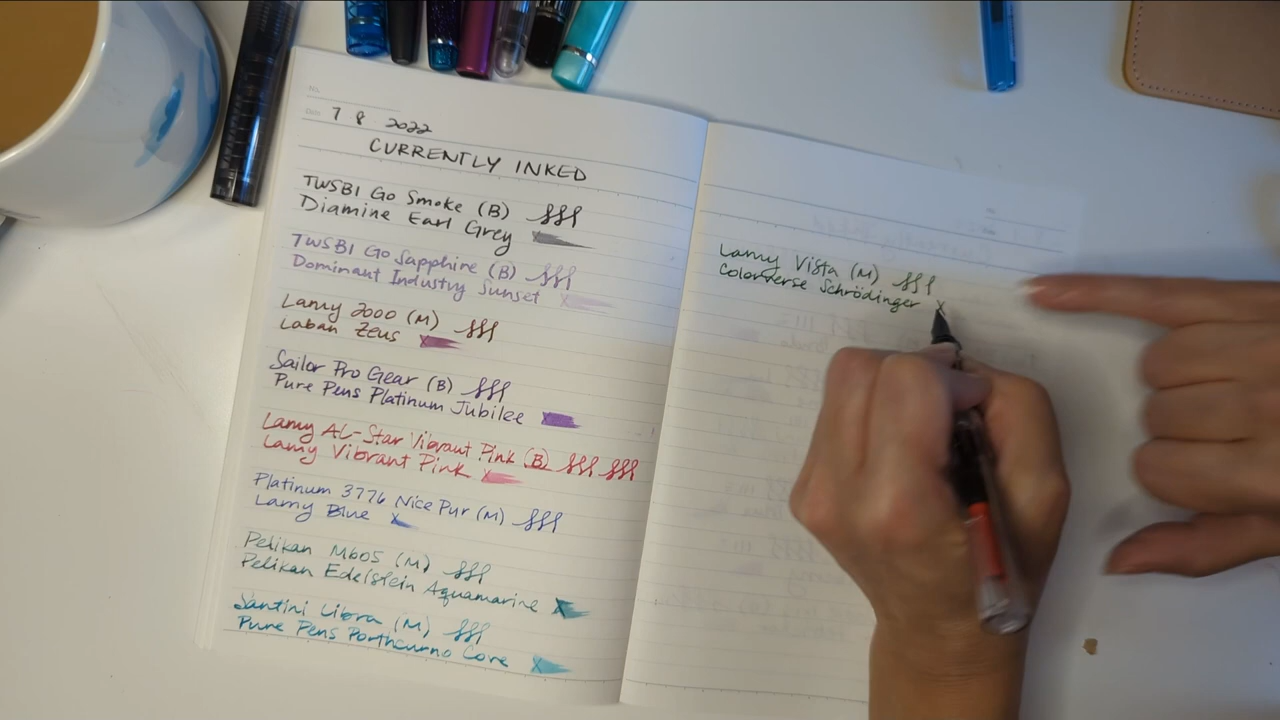 7 8 2022
CURRENTLY INKED
TWSBI Go Smoke (B)
Diamine Earl Grey
TWSBI Go Sapphire (B)
Dominant Industry Sunset
Lamy 2000 (M)
Laban Zeus
Sailor Pro Gear (B)
Pure Pens Platinum Jubilee
Lamy AL-Star Vibrant Pink (B)
Lamy Vibrant Pink
Platinum 3776 Nice Pur (M)
Lamy Blue
Pelikan M605 (M)
Pelikan Edelstein Aquamarine
Santini Libra (M)
Pure Pens Porthcurno Cove
Lamy Vista (M)
Colorverse Schrödinger